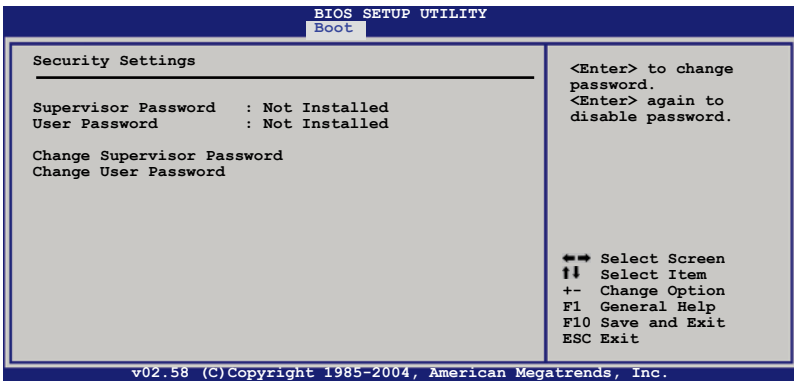 BIOS SETUP UTILITY
Boot
Security Settings
Supervisor Password : Not Installed
User Password : Not Installed
Change Supervisor Password
Change User Password
<Enter> to change
password.
<Enter> again to
disable password.
←→ Select Screen
↑↓ Select Item
+- Change Option
F1 General Help
F10 Save and Exit
ESC Exit
v02.58 (C)Copyright 1985-2004, American Megatrends, Inc.